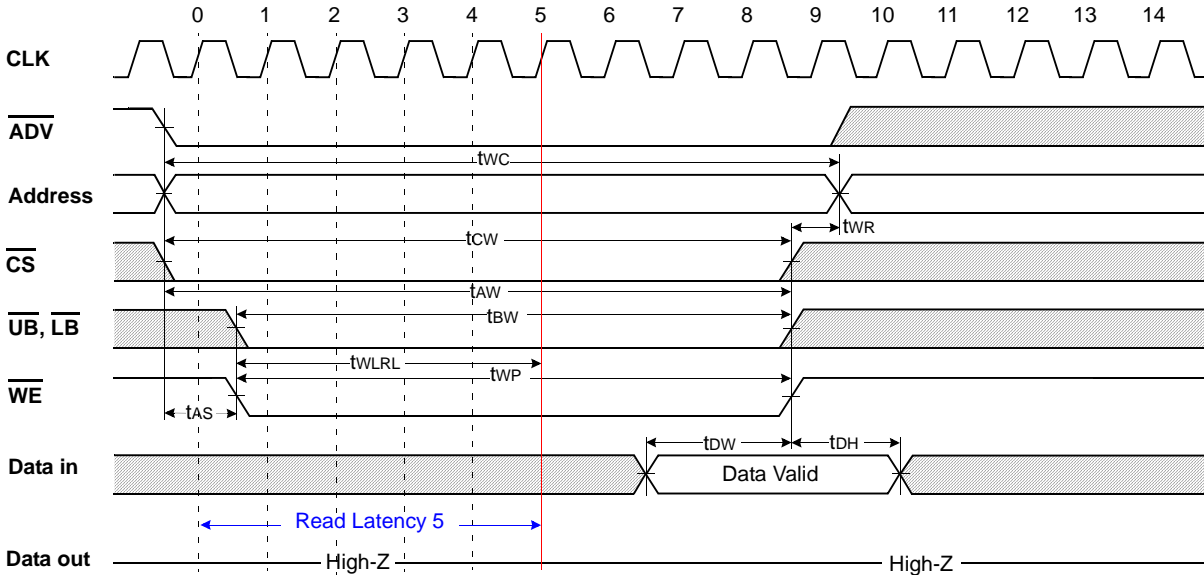 0 1 2 3 4 5 6 7 8 9 10 11 12 13 14
CLK
ADV
tWC
Address
tWR
tCW
CS
tAW
UB, LB
tBW
tWLRL
tWP
WE
tAS
tDW tDH
Data in
Data Valid
Read Latency 5
Data out
High-Z High-Z